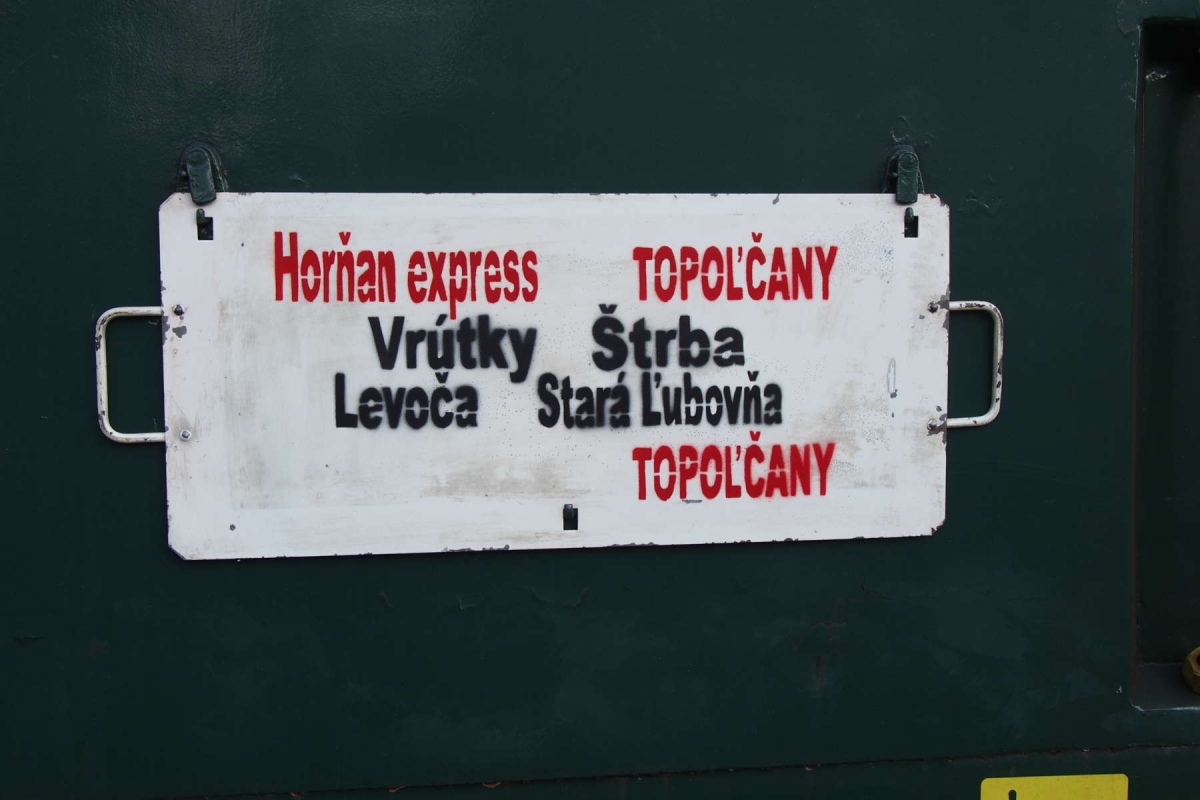 Horňan express TOPOĽČANY
Vrútky Štrba
Levoča Stará Ľubovňa
TOPOĽČANY